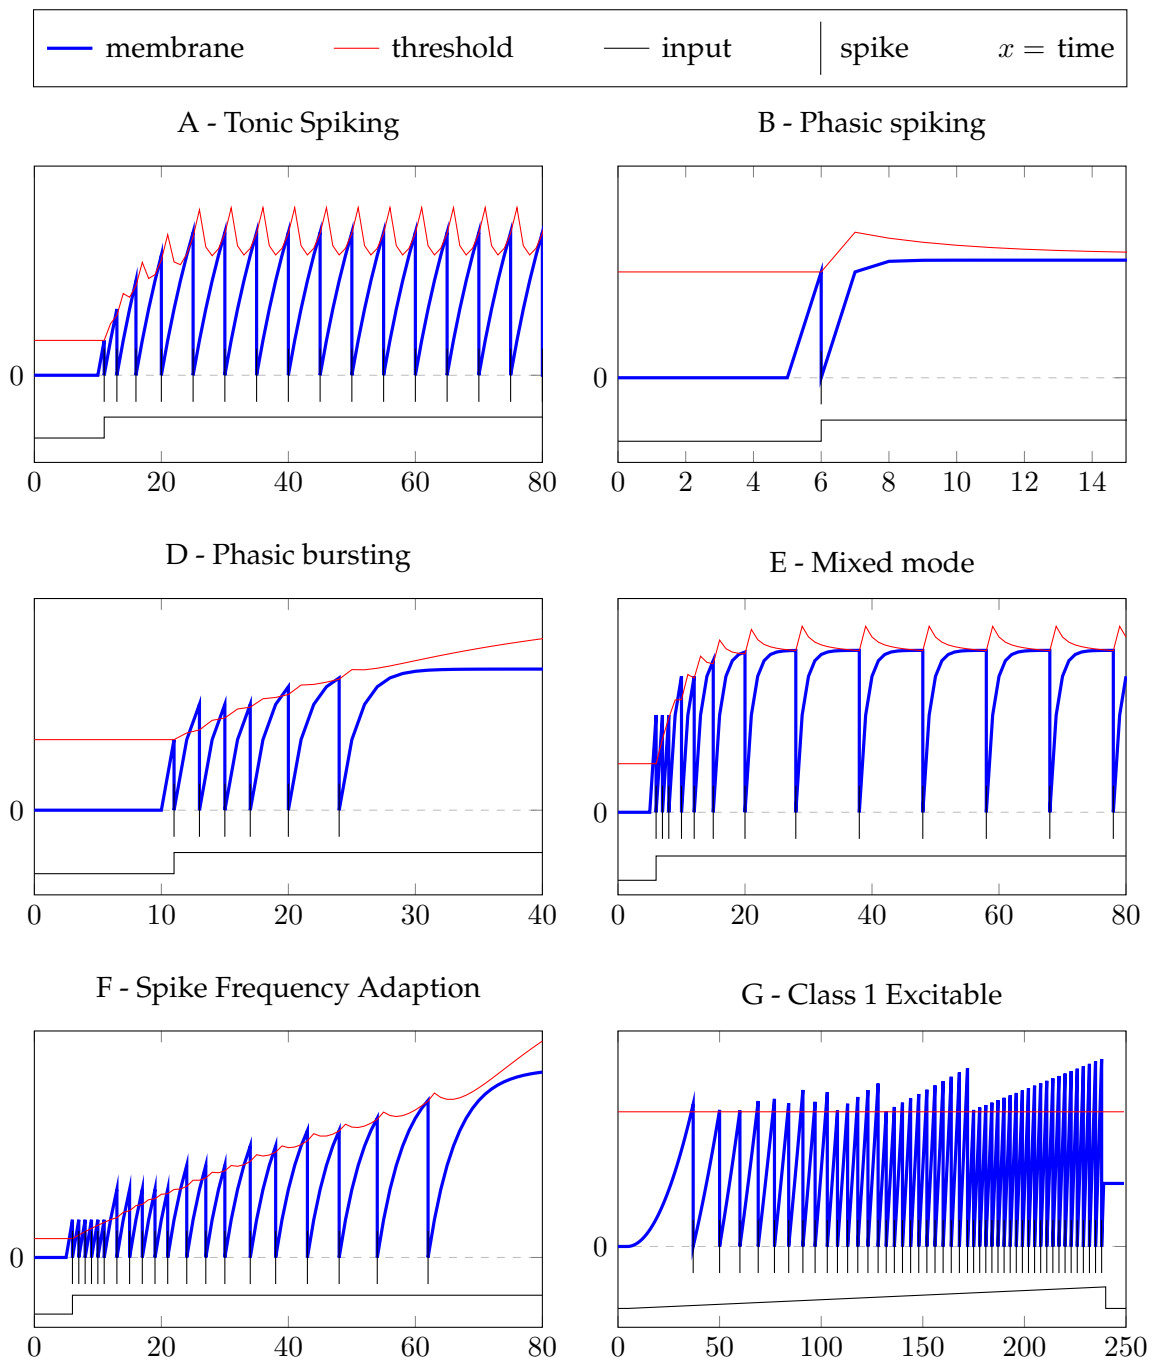 membrane threshold input spike x = time
A - Tonic Spiking
0
0 20 40 60 80
B - Phasic spiking
0 2 4 6 8 10 12 14
D - Phasic bursting
0
0 10 20 30 40
E - Mixed mode
0
0 20 40 60 80
F - Spike Frequency Adaption
0
0 20 40 60 80
G - Class 1 Excitable
0
0 50 100 150 200 250